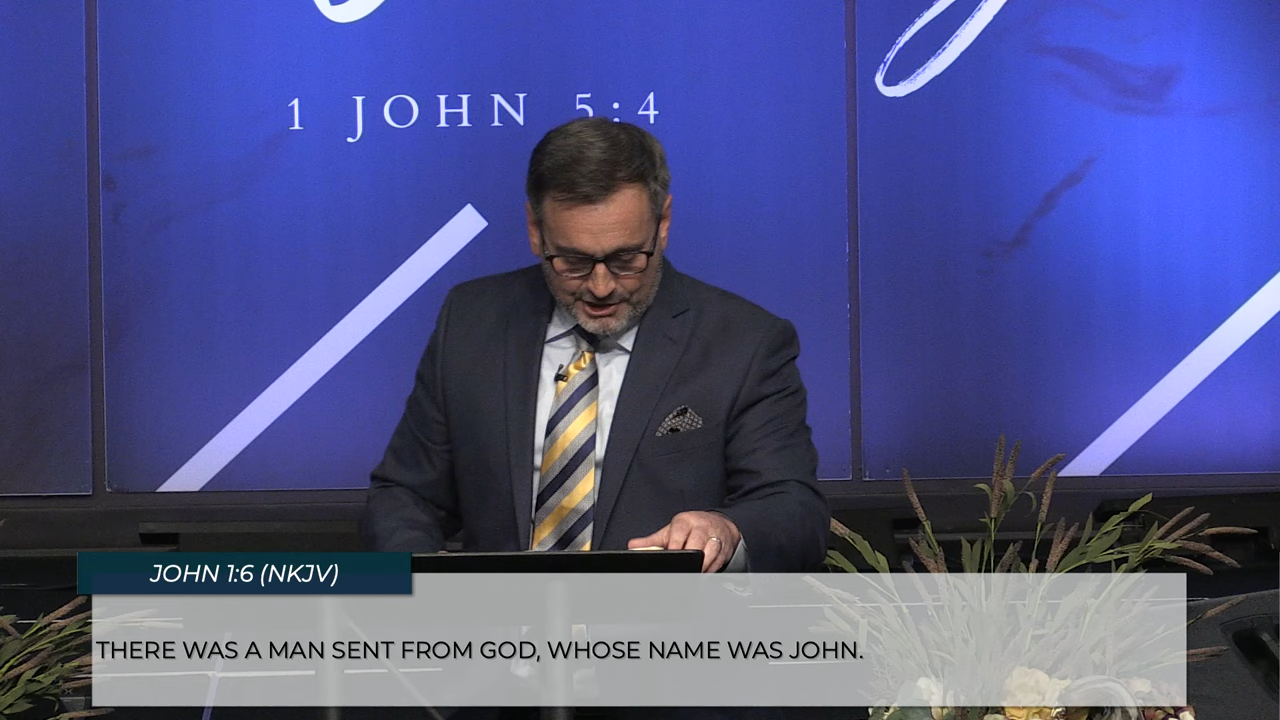 1 JOHN 5:4
JOHN 1:6 (NKJV)
THERE WAS A MAN SENT FROM GOD, WHOSE NAME WAS JOHN.